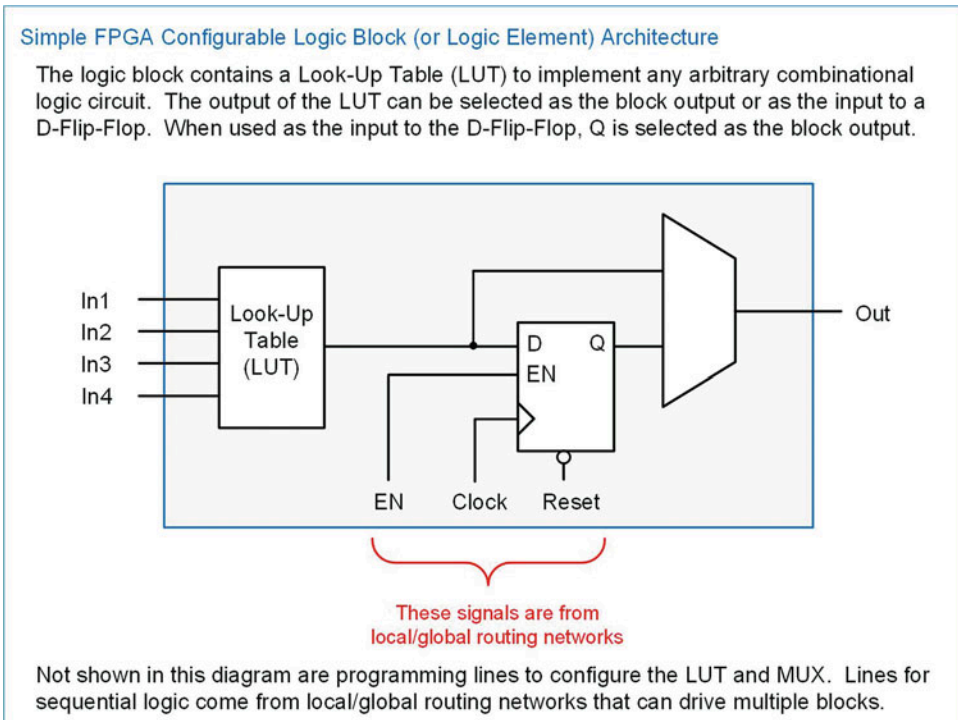 Simple FPGA Configurable Logic Block (or Logic Element) Architecture
The logic block contains a Look-Up Table (LUT) to implement any arbitrary combinational
logic circuit.  The output of the LUT can be selected as the block output or as the input to a
D-Flip-Flop.  When used as the input to the D-Flip-Flop, Q is selected as the block output.
In1
In2
In3
In4
Look-Up
Table
(LUT)
D
Q
EN
Out
EN
Clock
Reset
These signals are from
local/global routing networks
Not shown in this diagram are programming lines to configure the LUT and MUX.  Lines for
sequential logic come from local/global routing networks that can drive multiple blocks.